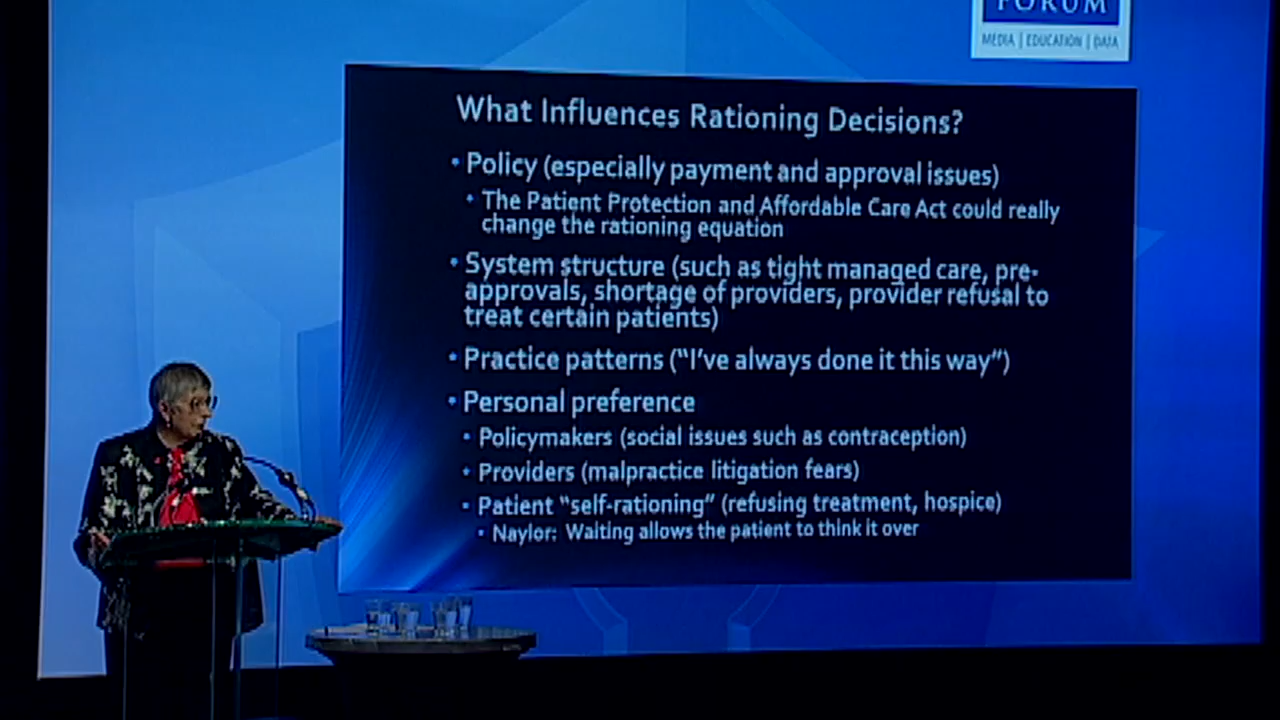 FORUM
MEDIA | EDUCATION | DATA
What Influences Rationing Decisions?
• Policy (especially payment and approval issues)
• The Patient Protection and Affordable Care Act could really
change the rationing equation
• System structure (such as tight managed care, pre-
approvals, shortage of providers, provider refusal to
treat certain patients)
• Practice patterns (“I’ve always done it this way”)
• Personal preference
• Policymakers (social issues such as contraception)
• Providers (malpractice litigation fears)
• Patient “self-rationing” (refusing treatment, hospice)
• Naylor: Waiting allows the patient to think it over